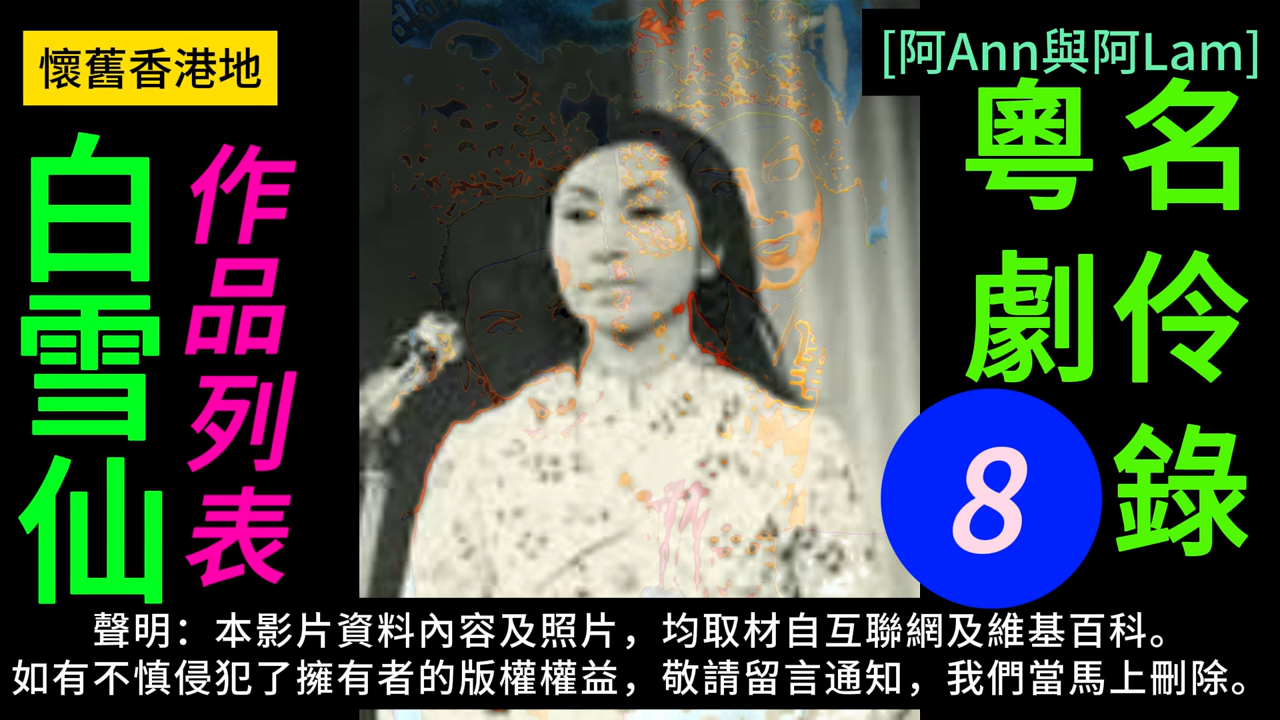 懷舊香港地
[阿Ann與阿Lam]
白雪仙
作品列表
名伶錄
粵劇
8
聲明：本影片資料內容及照片，均取材自互聯網及維基百科。
如有不慎侵犯了擁有者的版權權益，敬請留言通知，我們當馬上刪除。